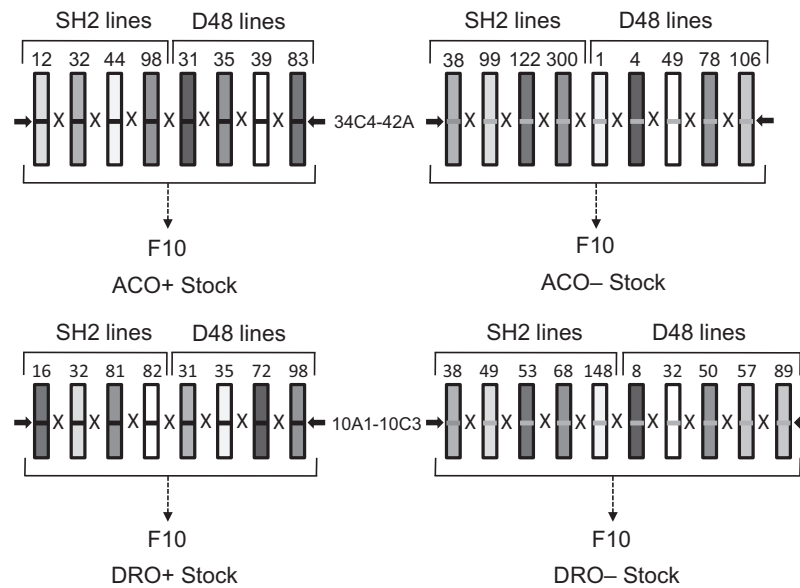 SH2 lines D48 lines SH2 lines D48 lines
12 32 44 98 31 35 39 83 38 99 122 300 1 4 49 78 106
X X X X X X X 34C4-42A X X X X X X X X
F10 F10
ACO+ Stock ACO– Stock
SH2 lines D48 lines SH2 lines D48 lines
16 32 81 82 31 35 72 98 38 49 53 68 148 8 32 50 57 89
X X X X X X X 10A1-10C3 X X X X X X X X X
F10 F10
DRO+ Stock DRO– Stock